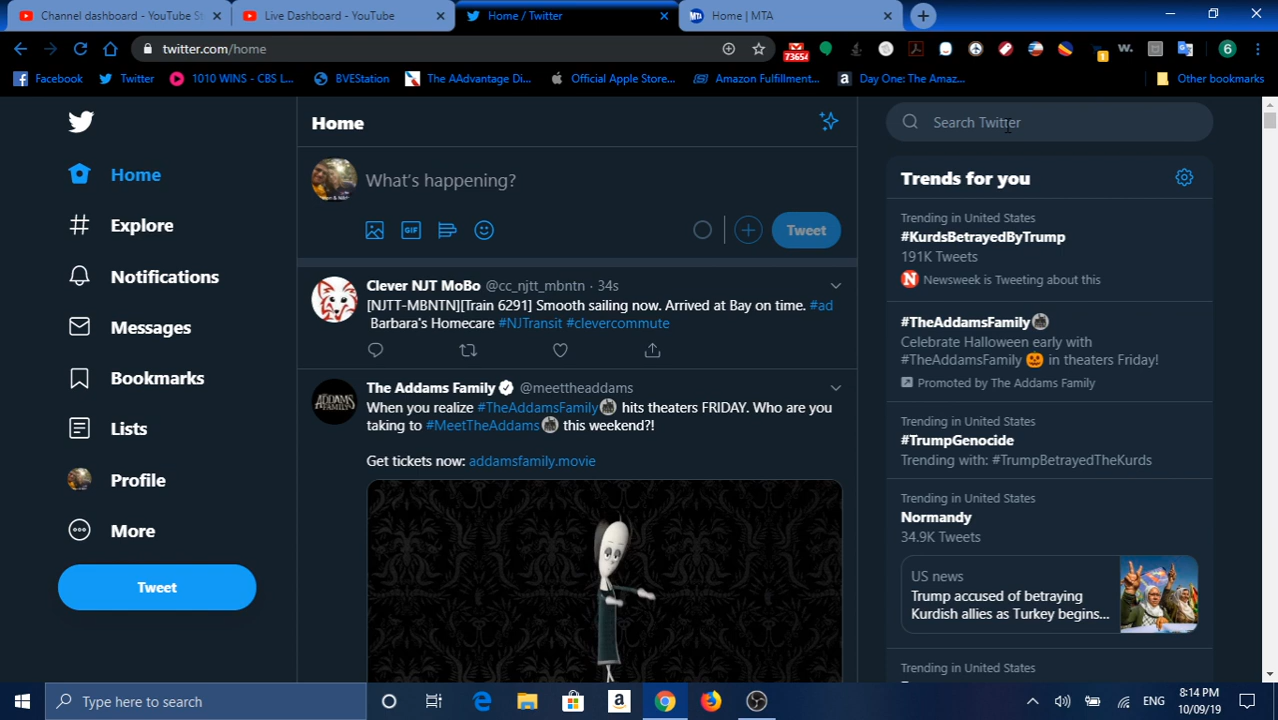 Channel dashboard - YouTube St
Live Dashboard - YouTube
Home / Twitter
MTA
Home | MTA
twitter.com/home
73654
W.
1
6
Facebook
Twitter
1010 WINS - CBS L...
BVEStation
The AAdvantage Di...
Official Apple Store...
Amazon Fulfillment...
a
Day One: The Amaz...
Other bookmarks
Home
Explore
Notifications
Messages
Bookmarks
Lists
Profile
More
Tweet
Home
What's happening?
GIF
Tweet
Clever NJT MoBo @cc_njtt_mbntn · 34s
[NJTT-MBNTN][Train 6291] Smooth sailing now. Arrived at Bay on time. #ad
Barbara's Homecare #NJTransit #clevercommute
The Addams Family @meettheaddams
When you realize #TheAddamsFamily hits theaters FRIDAY. Who are you
taking to #MeetTheAddams this weekend?!
Get tickets now: addamsfamily.movie
ADDAMS
FAMILY
Search Twitter
Trends for you
Trending in United States
#KurdsBetrayedByTrump
191K Tweets
N
Newsweek is Tweeting about this
#TheAddamsFamily
Celebrate Halloween early with
#TheAddamsFamily 🎃 in theaters Friday!
Promoted by The Addams Family
Trending in United States
#TrumpGenocide
Trending with: #TrumpBetrayedTheKurds
Trending in United States
Normandy
34.9K Tweets
US news
Trump accused of betraying
Kurdish allies as Turkey begins...
Trending in United States
Type here to search
a
ENG
8:14 PM
10/09/19